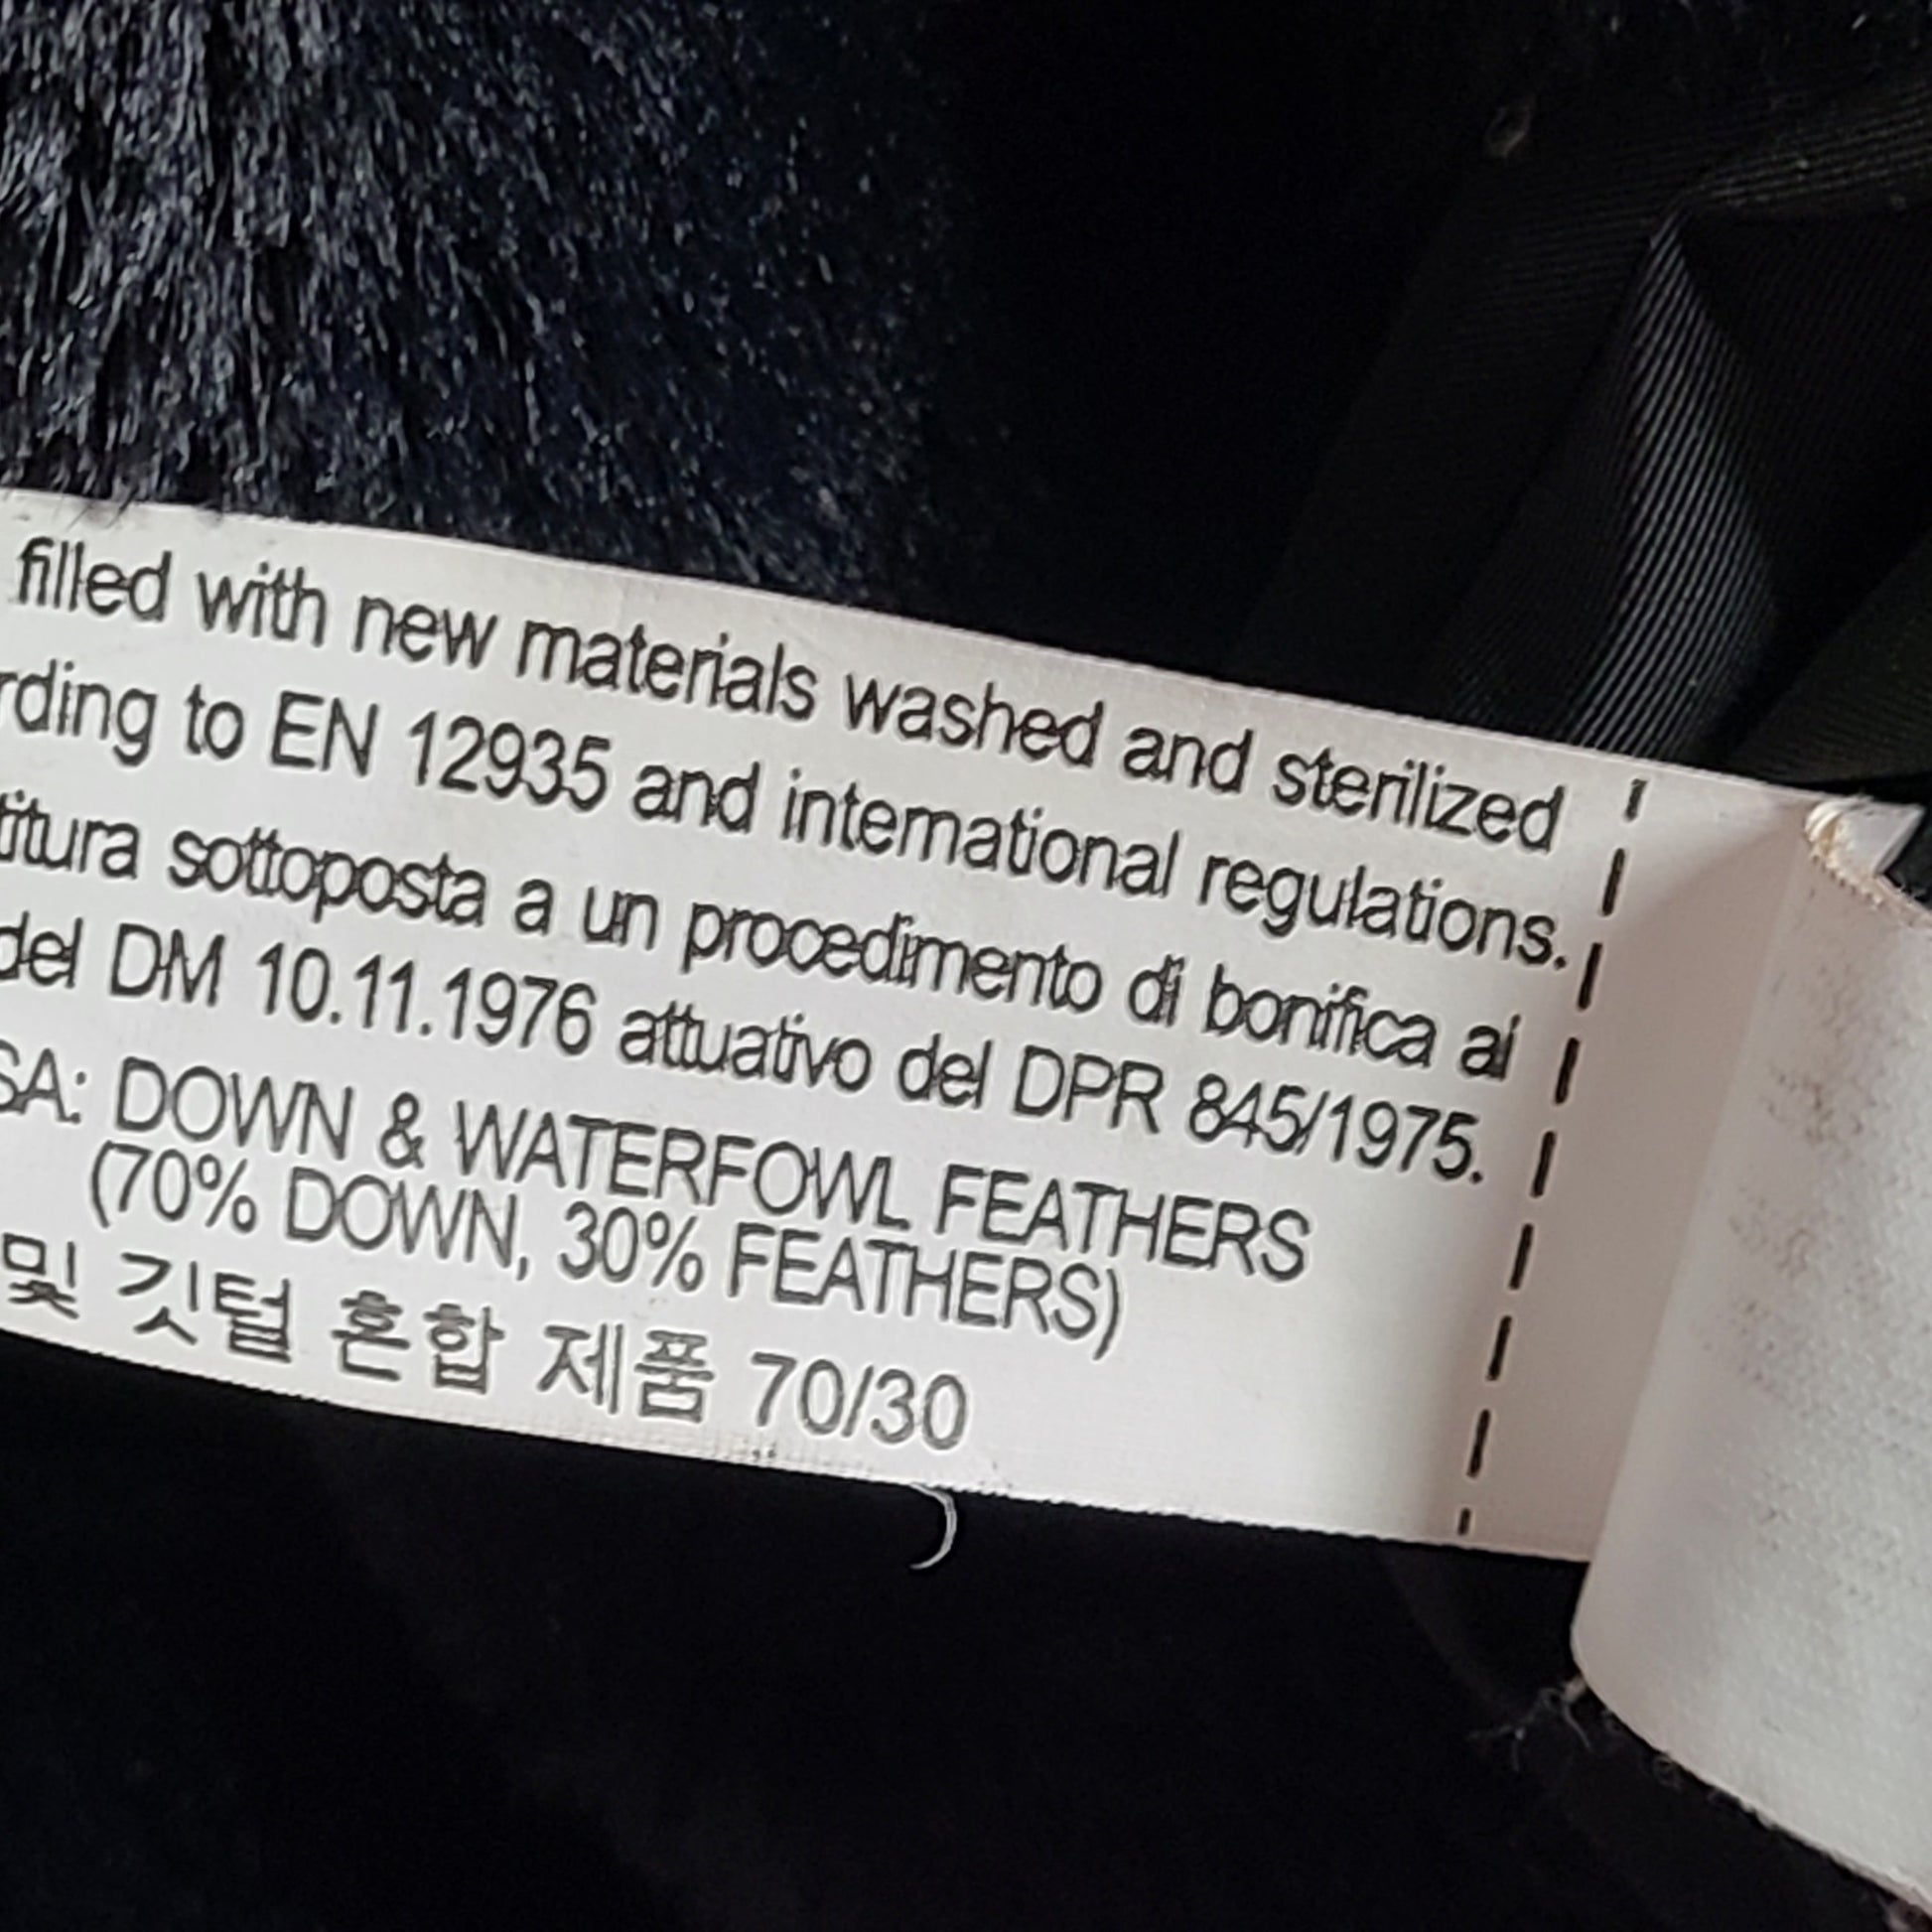 filled with new materials washed and sterilized
rding to EN 12935 and international regulations.
titura sottoposta a un procedimento di bonifica ai
del DM 10.11.1976 attuativo del DPR 845/1975.
SA: DOWN & WATERFOWL FEATHERS
(70% DOWN, 30% FEATHERS)
및 깃털 혼합 제품 70/30